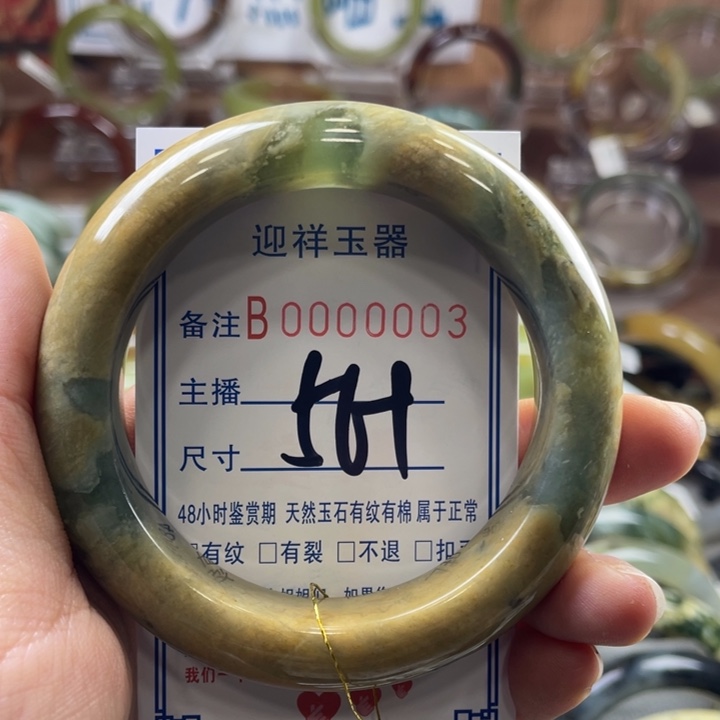 迎祥玉器
备注B0000003
主播
尺寸
48小时鉴赏期 天然玉石有纹有棉属于正常
有纹 □有裂 □不退 □扣
我们一